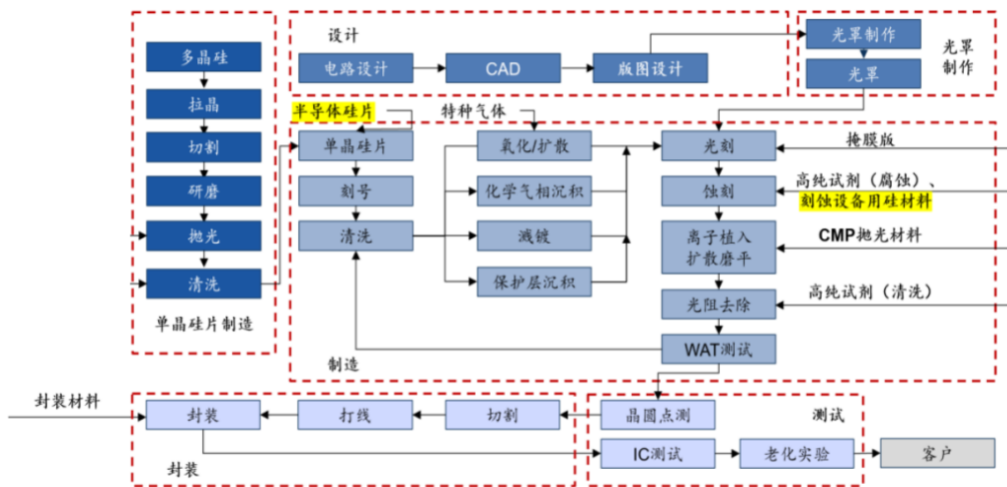 设计
电路设计
CAD
版图设计
光罩制作
光罩
光罩
制作
多晶硅
拉晶
切割
研磨
抛光
清洗
单晶硅片制造
半导体硅片
特种气体
单晶硅片
刻号
清洗
氧化/扩散
化学气相沉积
溅镀
保护层沉积
光刻
蚀刻
离子植入
扩散磨平
光阻去除
WAT测试
制造
掩膜版
高纯试剂（腐蚀）、
刻蚀设备用硅材料
CMP抛光材料
高纯试剂（清洗）
封装材料
封装
打线
切割
封装
晶圆点测
测试
IC测试
老化实验
客户